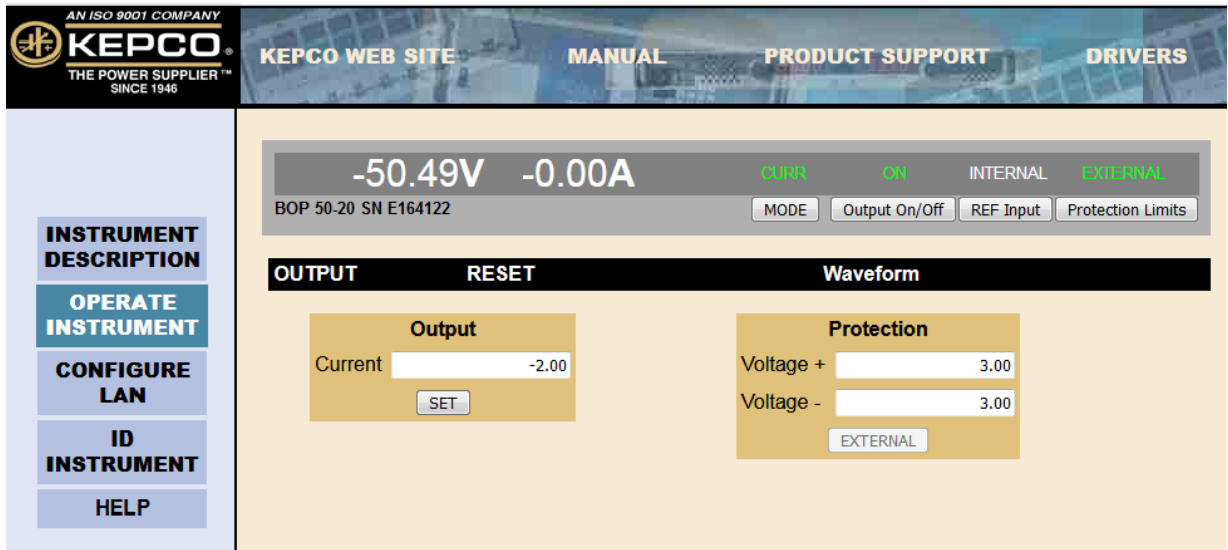 AN ISO 9001 COMPANY
KEPCO®
THE POWER SUPPLIER™
SINCE 1946
KEPCO WEB SITE MANUAL PRODUCT SUPPORT DRIVERS
-50.49V -0.00A CURR ON INTERNAL EXTERNAL
BOP 50-20 SN E164122 MODE Output On/Off REF Input Protection Limits
INSTRUMENT
DESCRIPTION
OPERATE
INSTRUMENT
CONFIGURE
LAN
ID
INSTRUMENT
HELP
OUTPUT RESET Waveform
Output
Current -2.00
SET
Protection
Voltage + 3.00
Voltage - 3.00
EXTERNAL